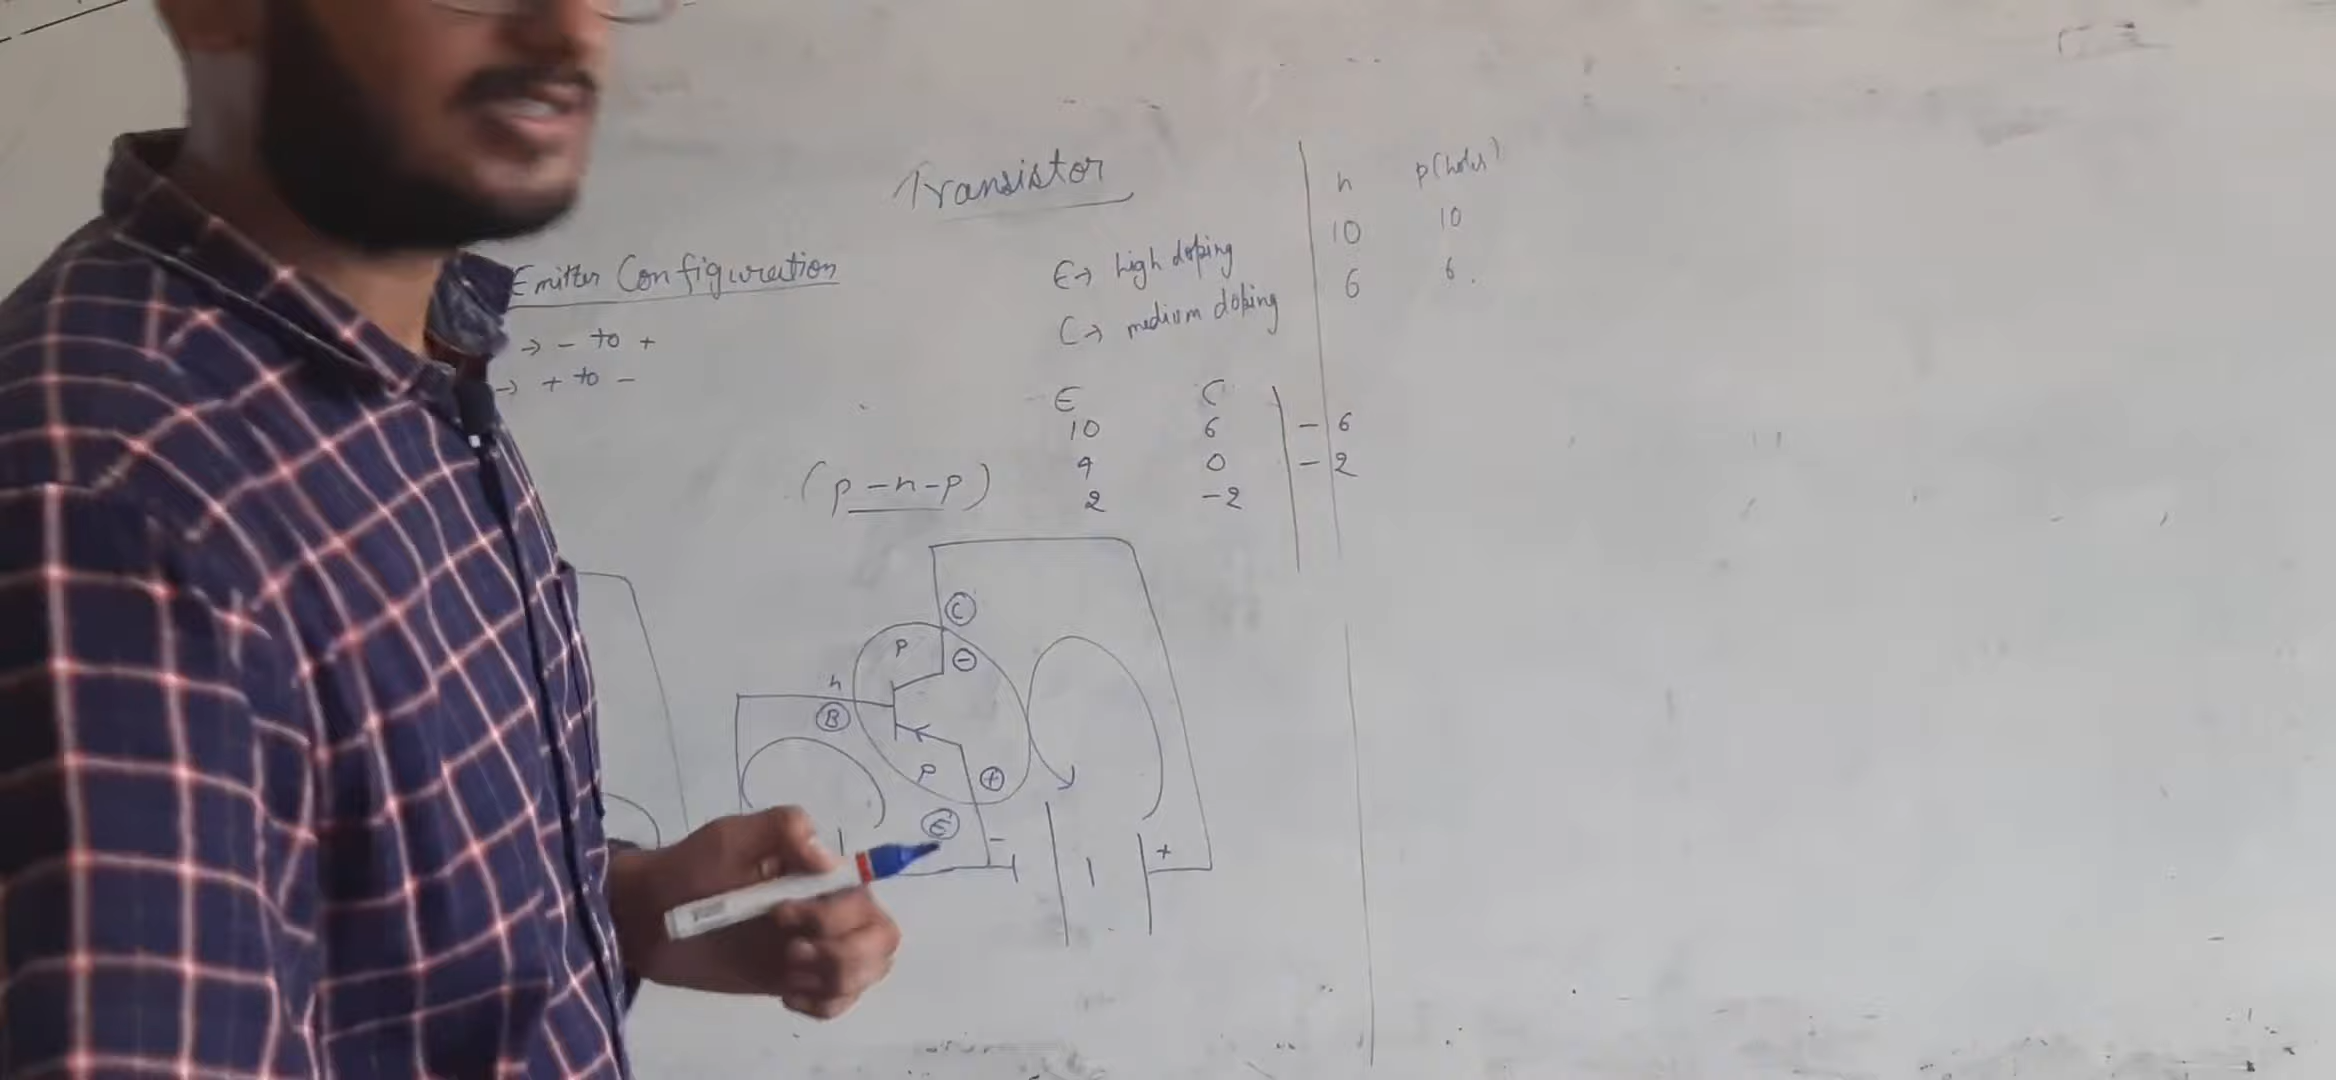 Transistor
Emitter Configuration
→ - to +
→ + to -
E→ high doping
C→ medium doping
n p(holes)
10 10
6 6.
E C
10 6 - 6
4 0 - 2
2 -2
(p-n-p)
C
P
-
n
B
P
+
E
-
+